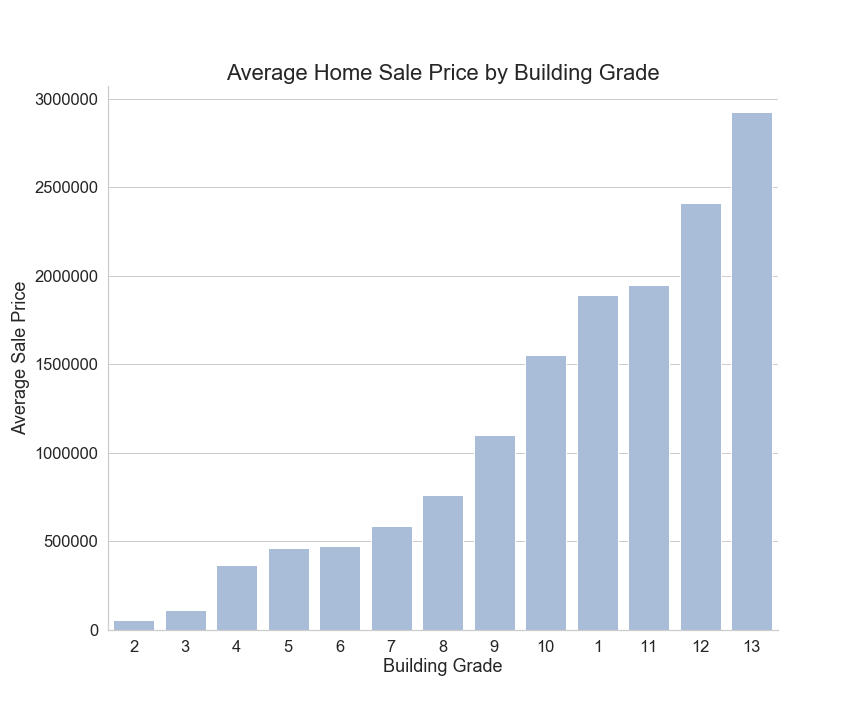 Average Home Sale Price by Building Grade
3000000
2500000
2000000
1500000
1000000
500000
0
Average Sale Price
2 3 4 5 6 7 8 9 10 1 11 12 13
Building Grade